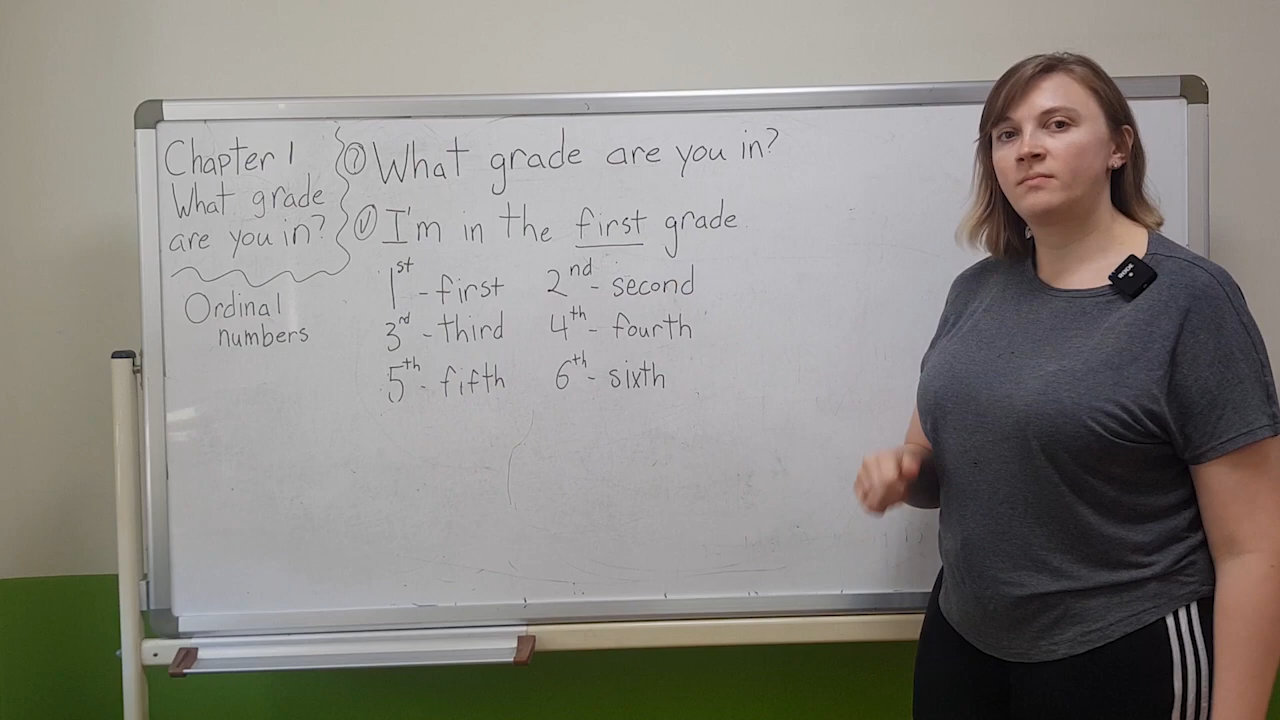 Chapter 1
What grade
are you in?
Ordinal
numbers
? What grade are you in?
✓ I'm in the first grade.
1st - first 2nd - second
3rd - third 4th - fourth
5th - fifth 6th - sixth